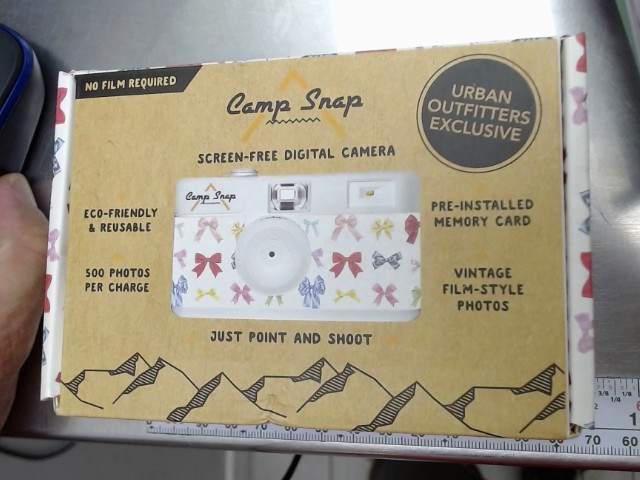 NO FILM REQUIRED
Camp Snap
URBAN
OUTFITTERS
EXCLUSIVE
SCREEN-FREE DIGITAL CAMERA
Camp Snap
ECO-FRIENDLY
& REUSABLE
PRE-INSTALLED
MEMORY CARD
500 PHOTOS
PER CHARGE
VINTAGE
FILM-STYLE
PHOTOS
JUST POINT AND SHOOT
1
70 60